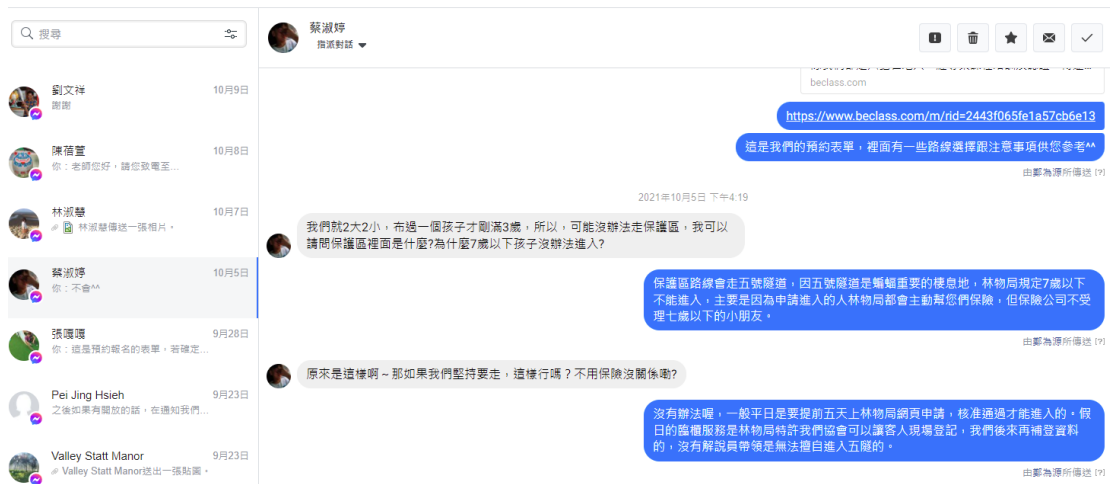 搜尋
劉文祥
10月9日
謝謝
陳蓓萱
10月8日
你：老師您好，請您致電至...
林淑慧
10月7日
林淑慧傳送一張相片。
蔡淑婷
10月5日
你：不會^^
張嘎嘎
9月28日
你：這是預約報名的表單，若確定...
Pei Jing Hsieh
9月23日
之後如果有開放的話，在通知我們...
Valley Statt Manor
9月23日
Valley Statt Manor送出一張貼圖。
蔡淑婷
指派對話
beclass.com
https://www.beclass.com/m/rid=2443f065fe1a57cb6e13
這是我們的預約表單，裡面有一些路線選擇跟注意事項供您參考^^
由鄭為源所傳送 [?]
2021年10月5日 下午4:19
我們就2大2小，布過一個孩子才剛滿3歲，所以，可能沒辦法走保護區，我可以
請問保護區裡面是什麼?為什麼7歲以下孩子沒辦法進入?
保護區路線會走五號隧道，因五號隧道是蝙蝠重要的棲息地，林物局規定7歲以下
不能進入，主要是因為申請進入的人林物局都會主動幫您們保險，但保險公司不受
理七歲以下的小朋友。
由鄭為源所傳送 [?]
原來是這樣啊～那如果我們堅持要走，這樣行嗎？不用保險沒關係嘞?
沒有辦法喔，一般平日是要提前五天上林物局網頁申請，核准通過才能進入的。假
日的臨櫃服務是林物局特許我們協會可以讓客人現場登記，我們後來再補登資料
的，沒有解說員帶領是無法擅自進入五隧的。
由鄭為源所傳送 [?]